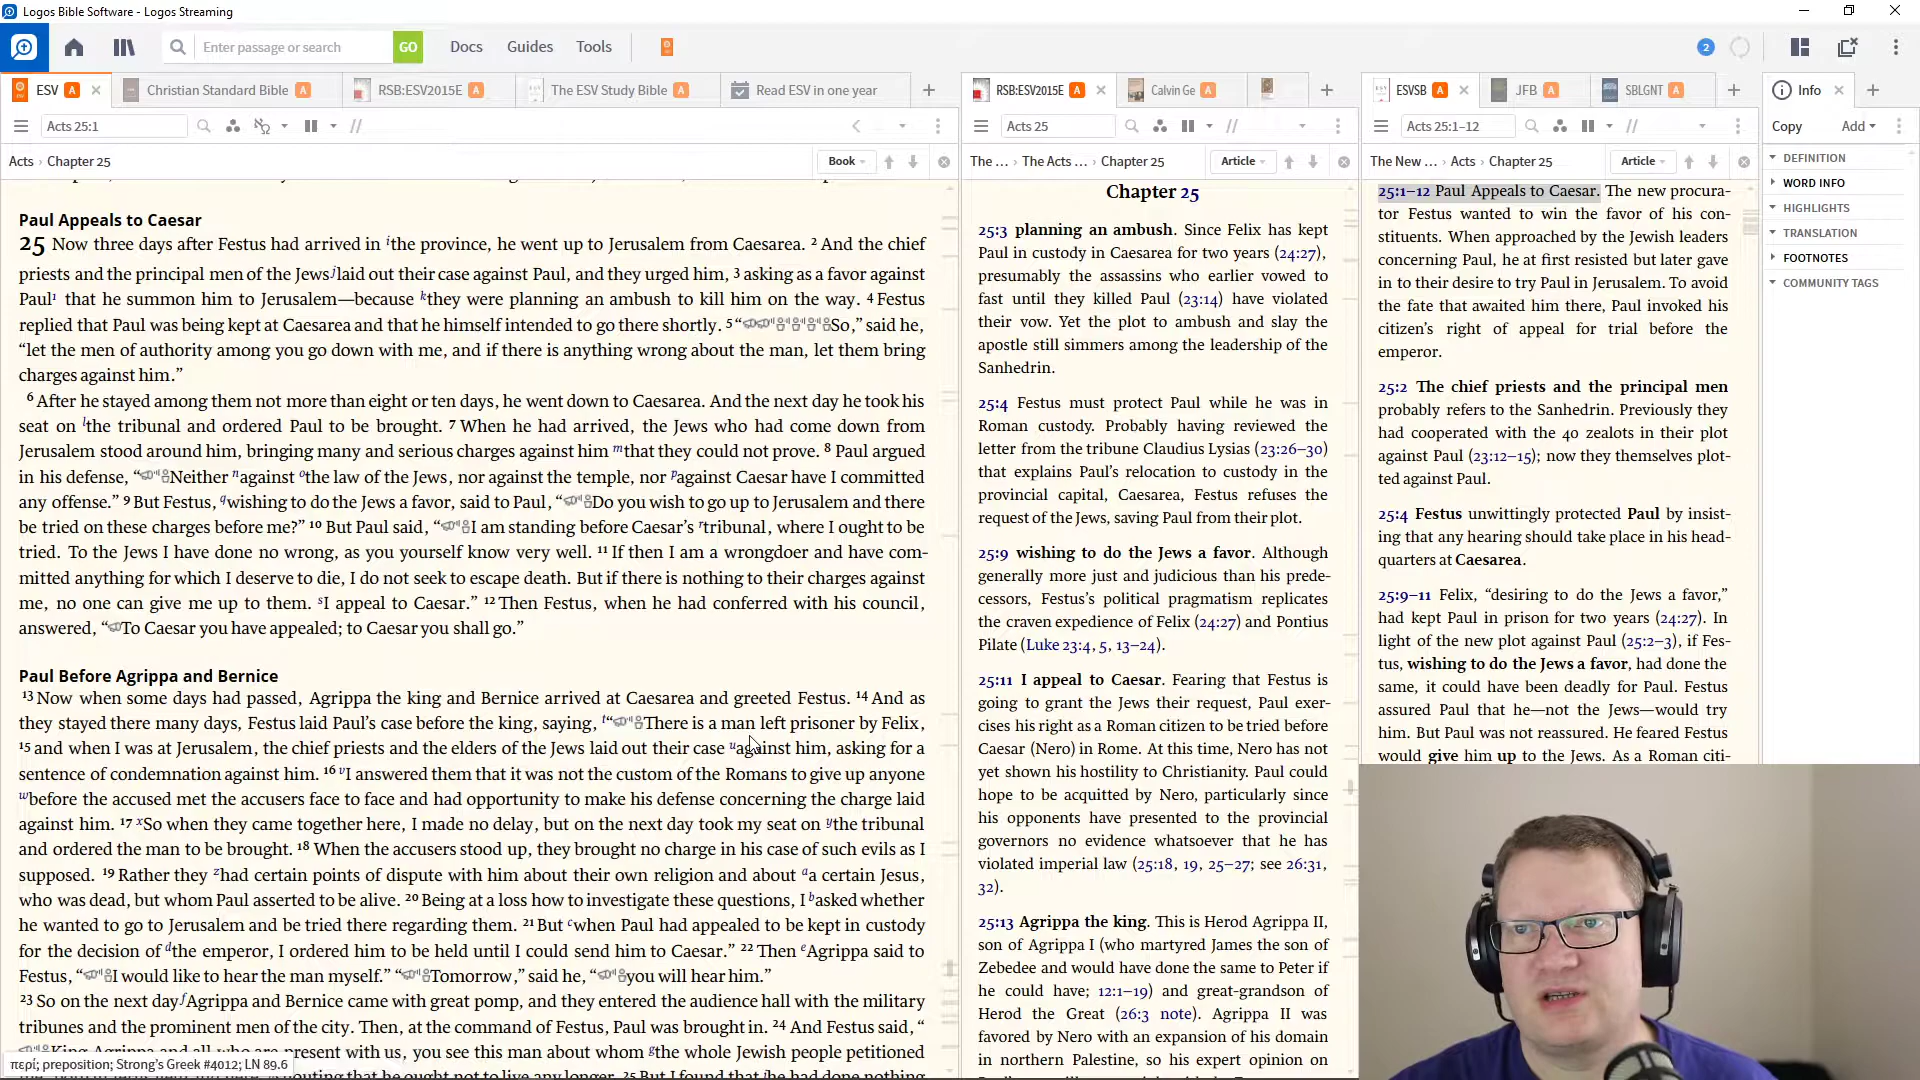 Logos Bible Software - Logos Streaming
Enter passage or search
GO
Docs
Guides
Tools
2
ESV A
Christian Standard Bible A
RSB:ESV2015E A
The ESV Study Bible A
Read ESV in one year
RSB:ESV2015E A
Calvin Ge A
ESVSB A
JFB A
SBLGNT A
Info
Acts 25:1
Acts 25
Acts 25:1–12
Copy
Add
Acts › Chapter 25
Book
The ... › The Acts ... › Chapter 25
Article
The New ... › Acts › Chapter 25
Article
Paul Appeals to Caesar
25 Now three days after Festus had arrived in ⁱthe province, he went up to Jerusalem from Caesarea. ² And the chief
priests and the principal men of the Jews ʲlaid out their case against Paul, and they urged him, ³ asking as a favor against
Paul¹ that he summon him to Jerusalem—because ᵏthey were planning an ambush to kill him on the way. ⁴ Festus
replied that Paul was being kept at Caesarea and that he himself intended to go there shortly. ⁵ “So,” said he,
“let the men of authority among you go down with me, and if there is anything wrong about the man, let them bring
charges against him.”
⁶ After he stayed among them not more than eight or ten days, he went down to Caesarea. And the next day he took his
seat on ˡthe tribunal and ordered Paul to be brought. ⁷ When he had arrived, the Jews who had come down from
Jerusalem stood around him, bringing many and serious charges against him ᵐthat they could not prove. ⁸ Paul argued
in his defense, “Neither ⁿagainst ᵒthe law of the Jews, nor against the temple, nor ᵖagainst Caesar have I committed
any offense.” ⁹ But Festus, qwishing to do the Jews a favor, said to Paul, “Do you wish to go up to Jerusalem and there
be tried on these charges before me?” ¹⁰ But Paul said, “I am standing before Caesar’s ʳtribunal, where I ought to be
tried. To the Jews I have done no wrong, as you yourself know very well. ¹¹ If then I am a wrongdoer and have com-
mitted anything for which I deserve to die, I do not seek to escape death. But if there is nothing to their charges against
me, no one can give me up to them. ˢI appeal to Caesar.” ¹² Then Festus, when he had conferred with his council,
answered, “To Caesar you have appealed; to Caesar you shall go.”
Paul Before Agrippa and Bernice
¹³ Now when some days had passed, Agrippa the king and Bernice arrived at Caesarea and greeted Festus. ¹⁴ And as
they stayed there many days, Festus laid Paul’s case before the king, saying, ᵗ“There is a man left prisoner by Felix,
¹⁵ and when I was at Jerusalem, the chief priests and the elders of the Jews laid out their case ᵘagainst him, asking for a
sentence of condemnation against him. ¹⁶ ᵛI answered them that it was not the custom of the Romans to give up anyone
ʷbefore the accused met the accusers face to face and had opportunity to make his defense concerning the charge laid
against him. ¹⁷ ˣSo when they came together here, I made no delay, but on the next day took my seat on ʸthe tribunal
and ordered the man to be brought. ¹⁸ When the accusers stood up, they brought no charge in his case of such evils as I
supposed. ¹⁹ Rather they ᶻhad certain points of dispute with him about their own religion and about ᵃa certain Jesus,
who was dead, but whom Paul asserted to be alive. ²⁰ Being at a loss how to investigate these questions, I ᵇasked whether
he wanted to go to Jerusalem and be tried there regarding them. ²¹ But ᶜwhen Paul had appealed to be kept in custody
for the decision of ᵈthe emperor, I ordered him to be held until I could send him to Caesar.” ²² Then ᵉAgrippa said to
Festus, “I would like to hear the man myself.” “Tomorrow,” said he, “you will hear him.”
²³ So on the next day ᶠAgrippa and Bernice came with great pomp, and they entered the audience hall with the military
tribunes and the prominent men of the city. Then, at the command of Festus, Paul was brought in. ²⁴ And Festus said, “
King Agrippa and all who are present with us, you see this man about whom ᵍthe whole Jewish people petitioned
shouting that he ought not to live any longer. ²⁵ But I found that he had done nothing
περί; preposition; Strong’s Greek #4012; LN 89.6
Chapter 25
25:3 planning an ambush. Since Felix has kept
Paul in custody in Caesarea for two years (24:27),
presumably the assassins who earlier vowed to
fast until they killed Paul (23:14) have violated
their vow. Yet the plot to ambush and slay the
apostle still simmers among the leadership of the
Sanhedrin.
25:4 Festus must protect Paul while he was in
Roman custody. Probably having reviewed the
letter from the tribune Claudius Lysias (23:26–30)
that explains Paul’s relocation to custody in the
provincial capital, Caesarea, Festus refuses the
request of the Jews, saving Paul from their plot.
25:9 wishing to do the Jews a favor. Although
generally more just and judicious than his prede-
cessors, Festus’s political pragmatism replicates
the craven expedience of Felix (24:27) and Pontius
Pilate (Luke 23:4, 5, 13–24).
25:11 I appeal to Caesar. Fearing that Festus is
going to grant the Jews their request, Paul exer-
cises his right as a Roman citizen to be tried before
Caesar (Nero) in Rome. At this time, Nero has not
yet shown his hostility to Christianity. Paul could
hope to be acquitted by Nero, particularly since
his opponents have presented to the provincial
governors no evidence whatsoever that he has
violated imperial law (25:18, 19, 25–27; see 26:31,
32).
25:13 Agrippa the king. This is Herod Agrippa II,
son of Agrippa I (who martyred James the son of
Zebedee and would have done the same to Peter if
he could have; 12:1–19) and great-grandson of
Herod the Great (26:3 note). Agrippa II was
favored by Nero with an expansion of his domain
in northern Palestine, so his expert opinion on
25:1–12 Paul Appeals to Caesar. The new procura-
tor Festus wanted to win the favor of his con-
stituents. When approached by the Jewish leaders
concerning Paul, he at first resisted but later gave
in to their desire to try Paul in Jerusalem. To avoid
the fate that awaited him there, Paul invoked his
citizen’s right of appeal for trial before the
emperor.
25:2 The chief priests and the principal men
probably refers to the Sanhedrin. Previously they
had cooperated with the 40 zealots in their plot
against Paul (23:12–15); now they themselves plot-
ted against Paul.
25:4 Festus unwittingly protected Paul by insist-
ing that any hearing should take place in his head-
quarters at Caesarea.
25:9–11 Felix, “desiring to do the Jews a favor,”
had kept Paul in prison for two years (24:27). In
light of the new plot against Paul (25:2–3), if Fes-
tus, wishing to do the Jews a favor, had done the
same, it could have been deadly for Paul. Festus
assured Paul that he—not the Jews—would try
him. But Paul was not reassured. He feared Festus
would give him up to the Jews. As a Roman citi-
DEFINITION
WORD INFO
HIGHLIGHTS
TRANSLATION
FOOTNOTES
COMMUNITY TAGS